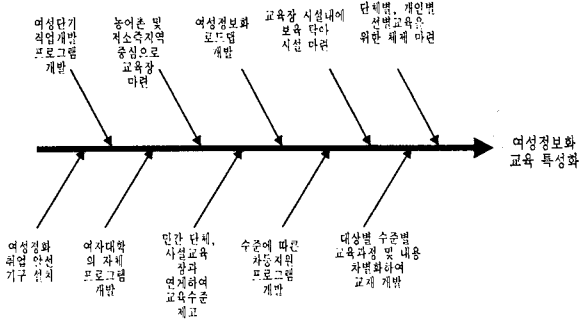 여성단기
직업개발
프로그램
개발
농어촌 및
저소측지역
중심으로
교육장
마련
여성정보화
로드맵
개발
교육장 시설내에
보육 탁아
시설 마련
단체별, 개인별
선별교육을
위한 체제 마련
여성정보화
교육 특성화
여성정화
취업 알선
기구 설치
여자대학
의 자체
프로그램
개발
민간 단체,
사설교육
장과
연계하여
교육수준
제고
수준에 따른
차등지원
프로그램
개발
대상별 수준별
교육과정 및 내용
차별화하여
교재 개발